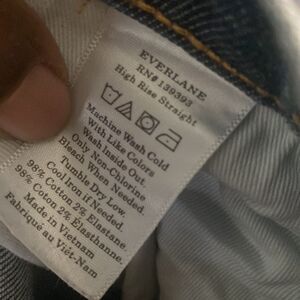 EVERLANE
RN# 139393
High Rise Straight
Machine Wash Cold
With Like Colors
Wash Inside Out.
Only Non-Chlorine
Bleach When Needed.
Tumble Dry Low.
Cool Iron if Needed.
98% Cotton 2% Elastane
98% Coton 2% Élasthanne.
Made in Vietnam
Fabriqué au Viêt-Nam